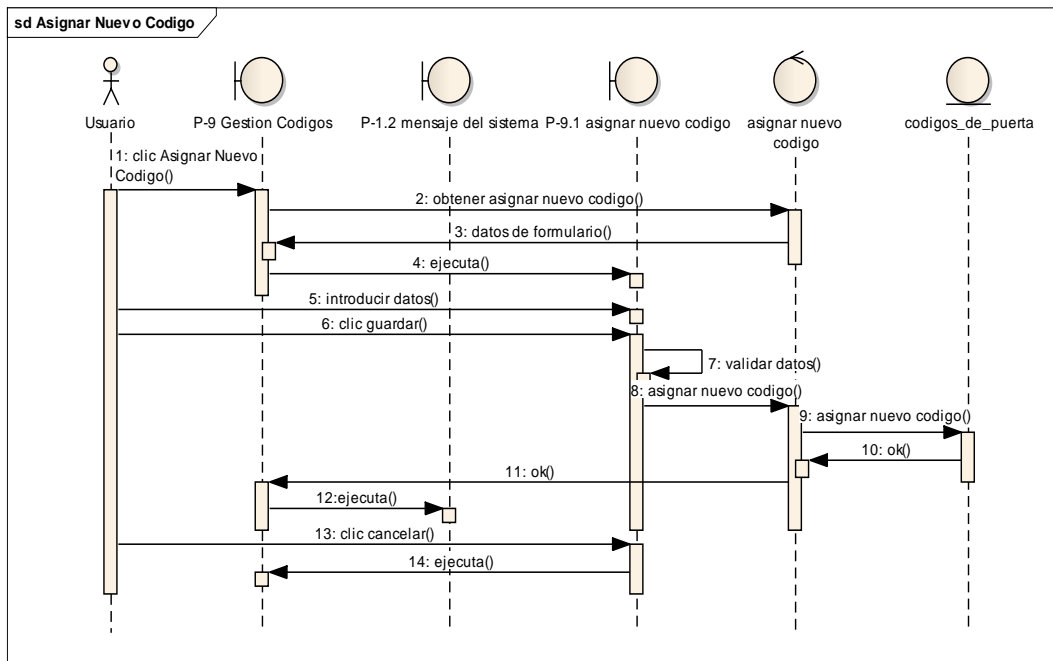 sd Asignar Nuevo Codigo
Usuario
P-9 Gestion Codigos
P-1.2 mensaje del sistema
P-9.1 asignar nuevo codigo
asignar nuevo
codigo
codigos_de_puerta
1: clic Asignar Nuevo
Codigo()
2: obtener asignar nuevo codigo()
3: datos de formulario()
4: ejecuta()
5: introducir datos()
6: clic guardar()
7: validar datos()
8: asignar nuevo codigo()
9: asignar nuevo codigo()
10: ok()
11: ok()
12:ejecuta()
13: clic cancelar()
14: ejecuta()